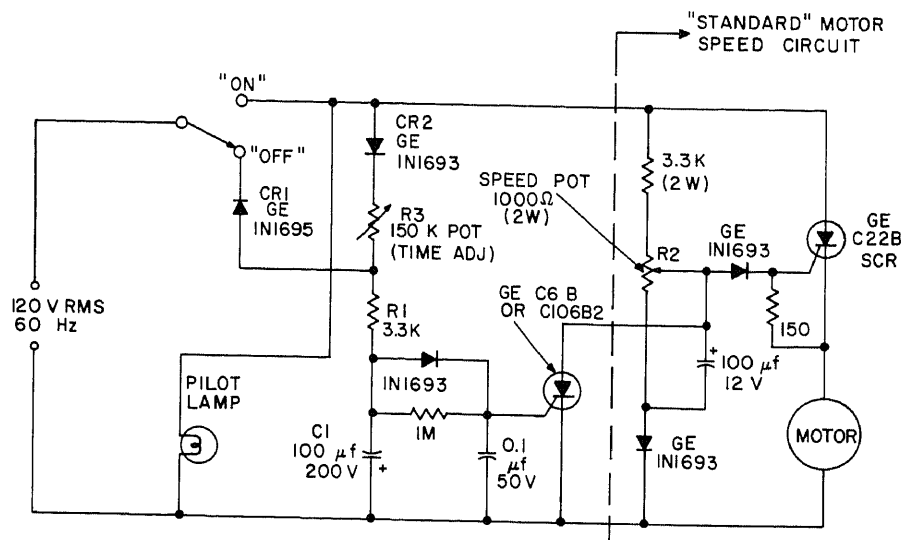 "STANDARD" MOTOR
SPEED CIRCUIT
"ON"
"OFF"
CR1
GE
IN1695
CR2
GE
IN1693
R3
150 K POT
(TIME ADJ)
SPEED POT
1000Ω
(2W)
3.3K
(2W)
R2
GE
IN1693
GE
C22B
SCR
120 V RMS
60 Hz
R1
3.3K
GE C6 B
OR C106B2
150
+
100 μf
12 V
IN1693
1M
PILOT
LAMP
C1
100 μf
200V
+
0.1
μf
50V
GE
IN1693
MOTOR